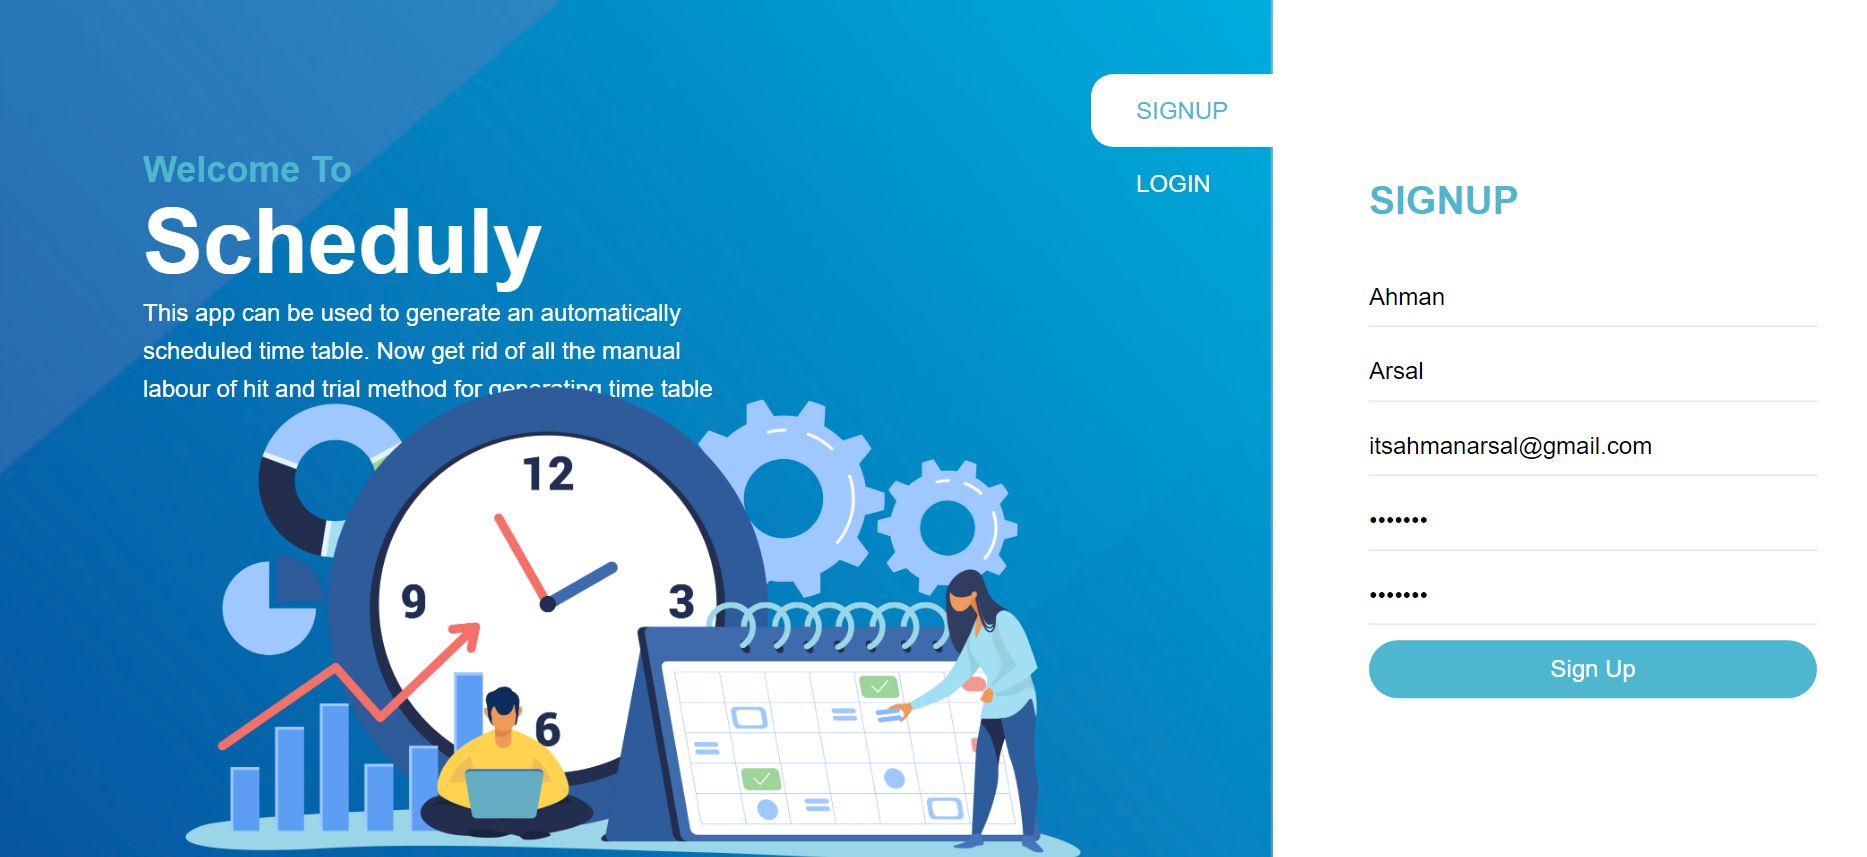 Welcome To
Scheduly
This app can be used to generate an automatically
scheduled time table. Now get rid of all the manual
labour of hit and trial method for generating time table
12
9
3
6
SIGNUP
LOGIN
SIGNUP
Ahman
Arsal
itsahmanarsal@gmail.com
•••••••
•••••••
Sign Up